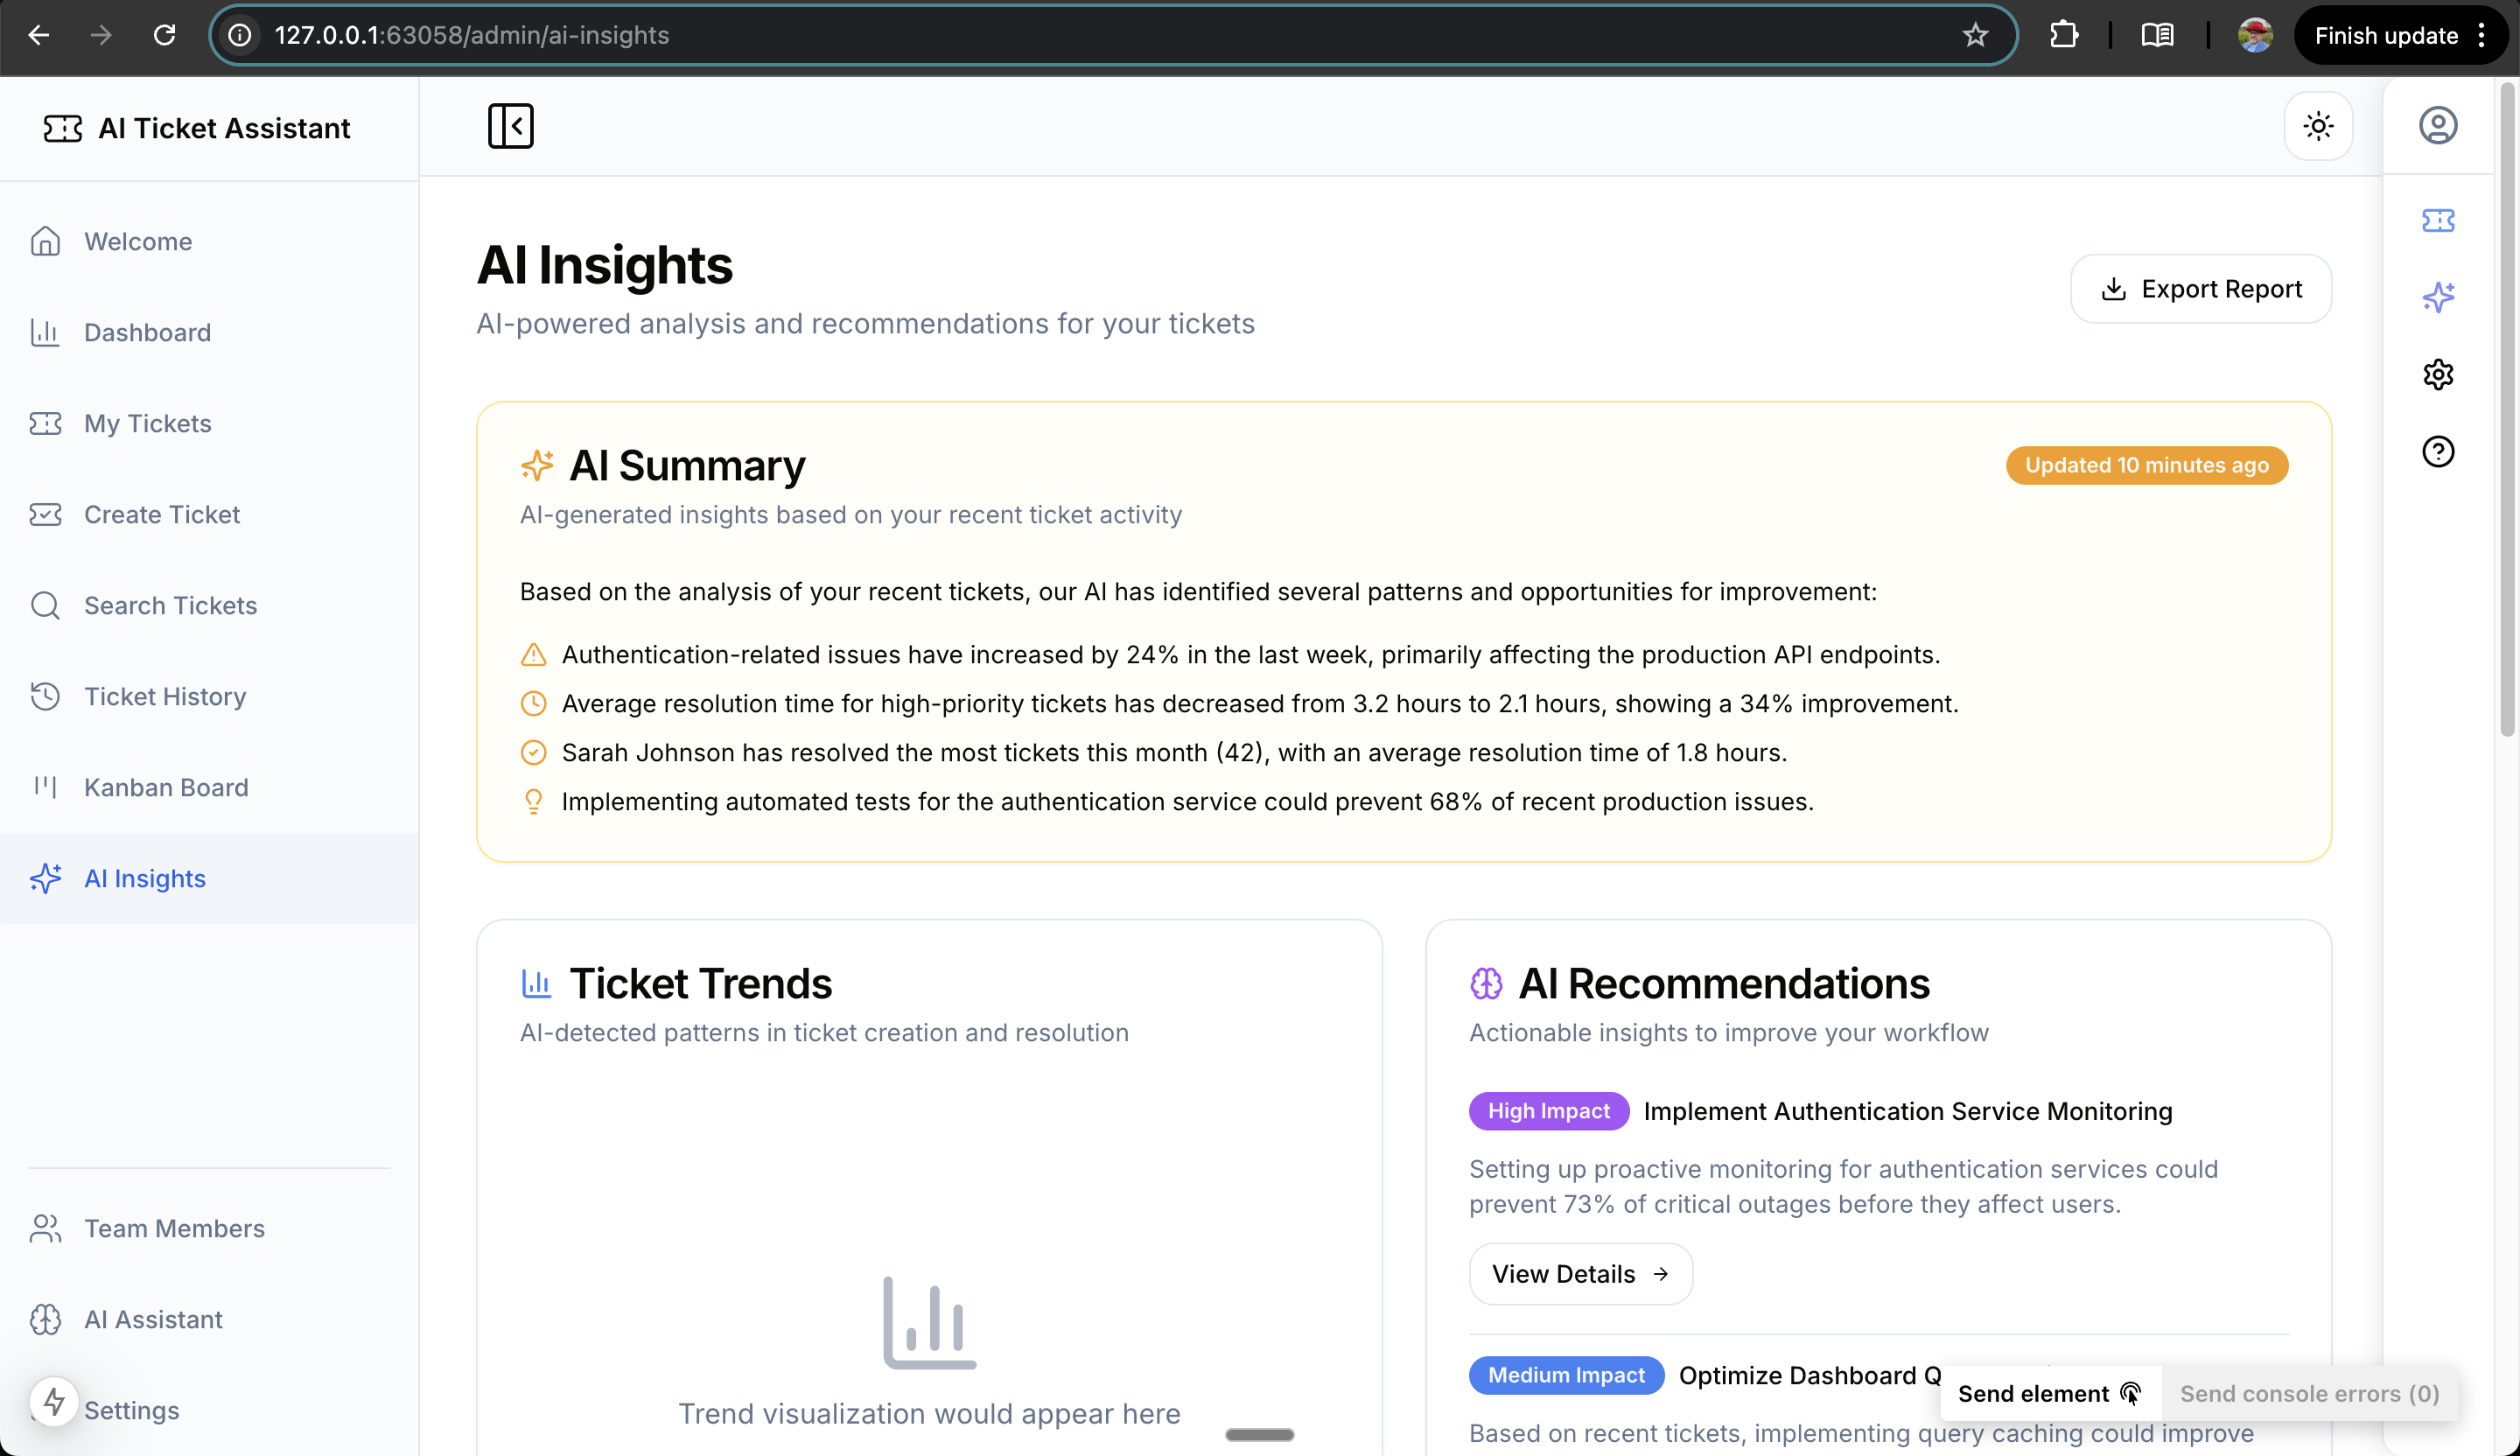 127.0.0.1:63058/admin/ai-insights
Finish update
AI Ticket Assistant
Welcome
Dashboard
My Tickets
Create Ticket
Search Tickets
Ticket History
Kanban Board
AI Insights
Team Members
AI Assistant
Settings
AI Insights
AI-powered analysis and recommendations for your tickets
Export Report
AI Summary
Updated 10 minutes ago
AI-generated insights based on your recent ticket activity
Based on the analysis of your recent tickets, our AI has identified several patterns and opportunities for improvement:
Authentication-related issues have increased by 24% in the last week, primarily affecting the production API endpoints.
Average resolution time for high-priority tickets has decreased from 3.2 hours to 2.1 hours, showing a 34% improvement.
Sarah Johnson has resolved the most tickets this month (42), with an average resolution time of 1.8 hours.
Implementing automated tests for the authentication service could prevent 68% of recent production issues.
Ticket Trends
AI-detected patterns in ticket creation and resolution
Trend visualization would appear here
AI Recommendations
Actionable insights to improve your workflow
High Impact
Implement Authentication Service Monitoring
Setting up proactive monitoring for authentication services could
prevent 73% of critical outages before they affect users.
View Details
Medium Impact
Optimize Dashboard
Based on recent tickets, implementing query caching could improve
Send element
Send console errors (0)